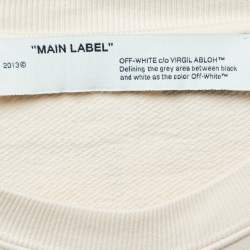 "MAIN LABEL"
2013©
OFF-WHITE c/o VIRGIL ABLOH™
Defining the grey area between black
and white as the color Off-White™